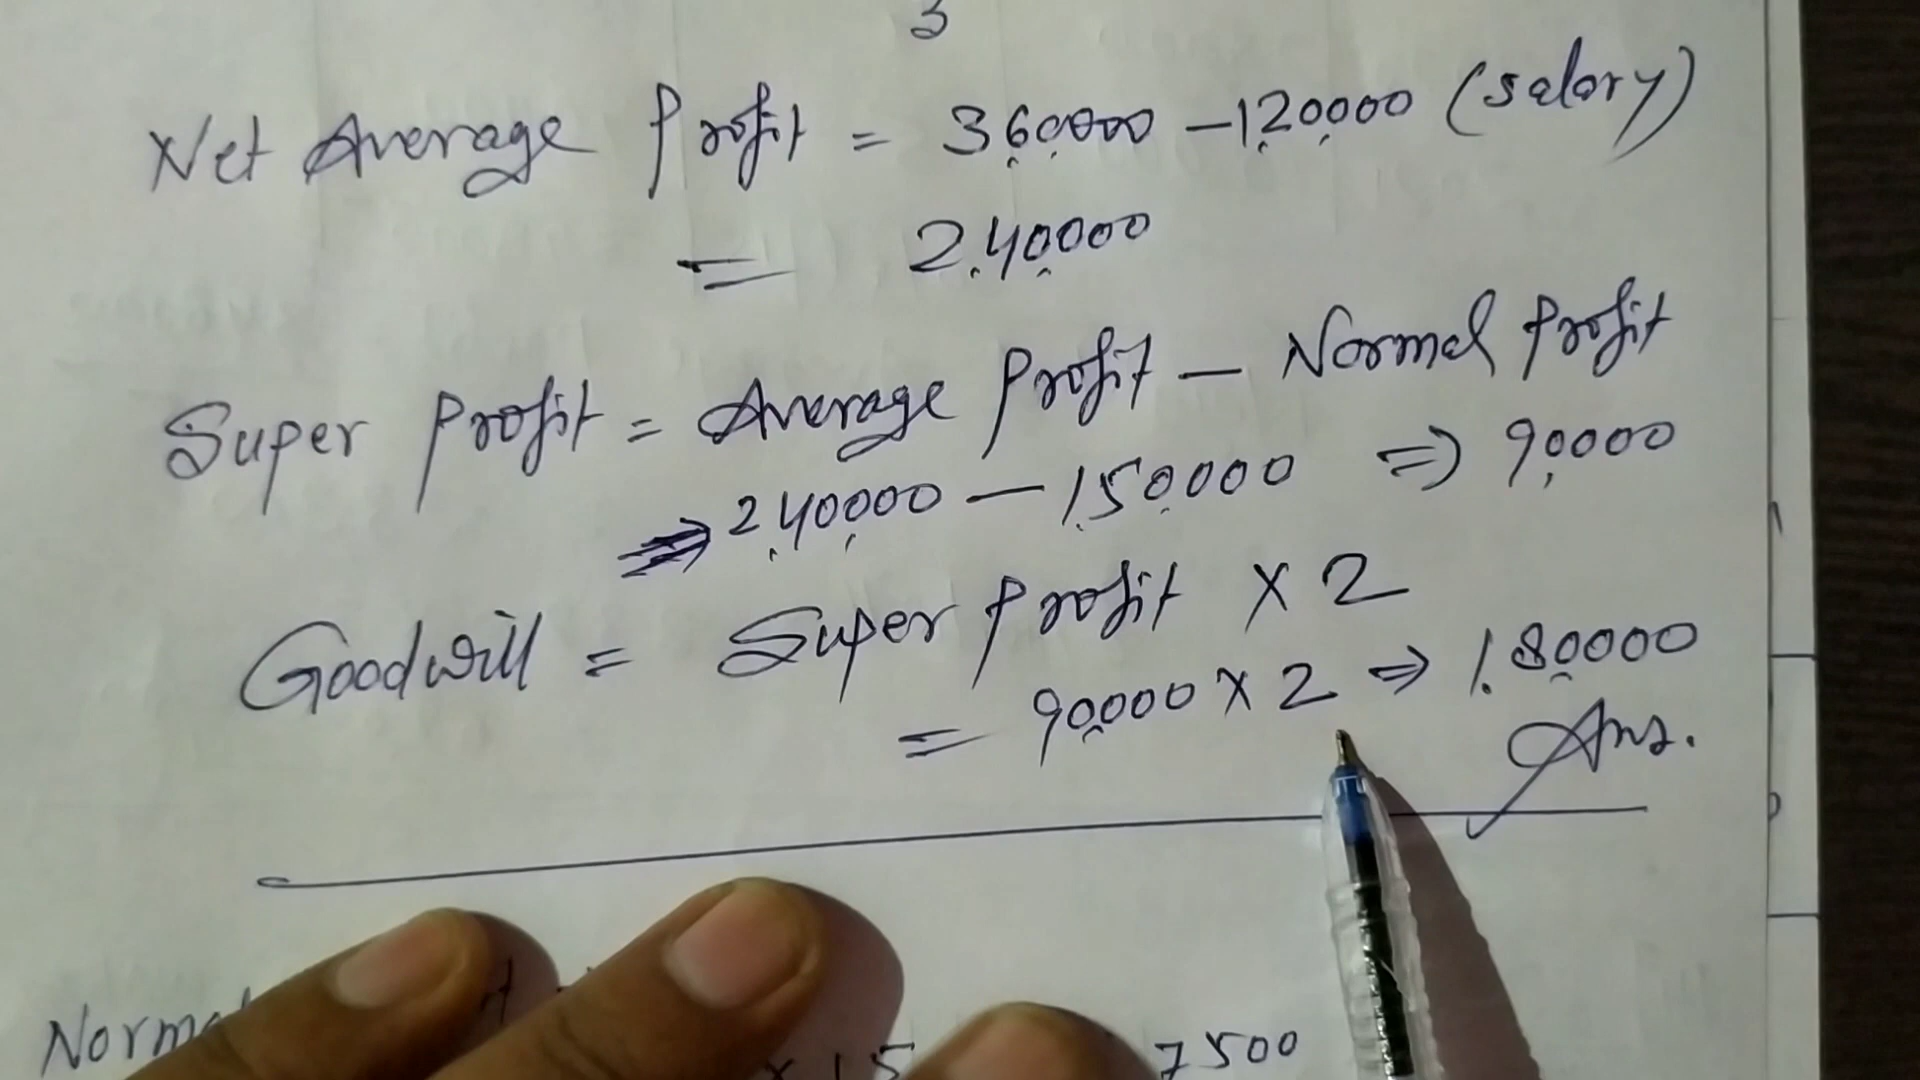 3
Net Average Profit = 3,60,000 - 1,20,000 (Salary)
= 2,40,000
Super Profit = Average Profit - Normal Profit
⇒ 2,40,000 - 1,50,000 ⇒ 90,000
Goodwill = Super Profit X 2
= 90,000 X 2 ⇒ 1,80,000
Ans.
x 15 7500